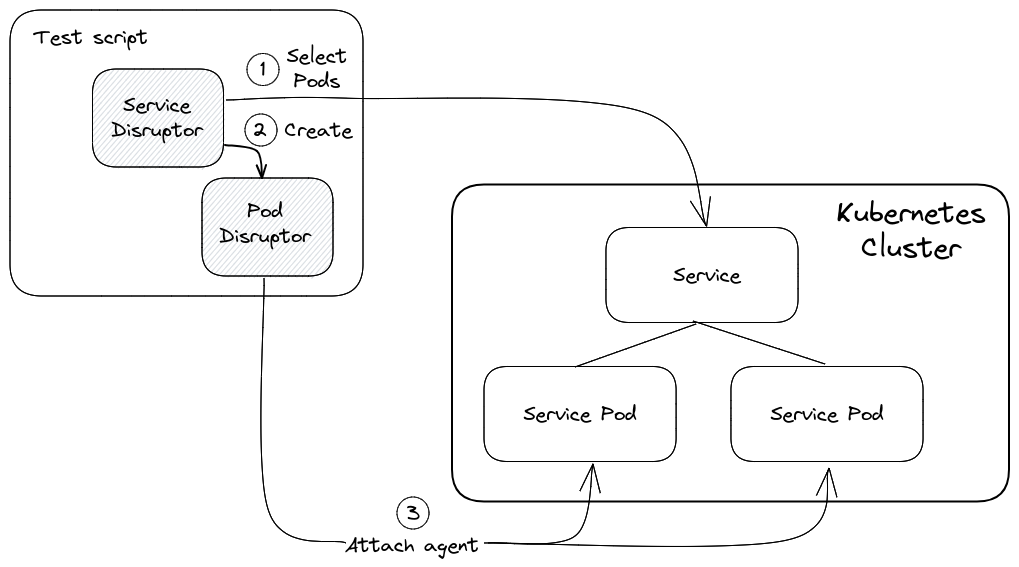 Test script
1
Select
Pods
Service
Disruptor
2
Create
Pod
Disruptor
Kubernetes
Cluster
Service
Service Pod
Service Pod
3
Attach agent